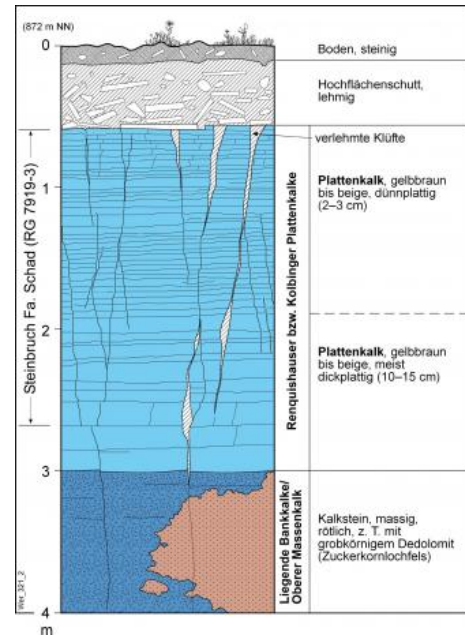 (872 m NN)
0
1
2
3
4
m
Steinbruch Fa. Schad (RG 7919-3)
Boden, steinig
Hochflächenschutt,
lehmig
verlehmte Klüfte
Renquishauser bzw. Kolbinger Plattenkalke
Plattenkalk, gelbbraun
bis beige, dünnplattig
(2–3 cm)
Plattenkalk, gelbbraun
bis beige, meist
dickplattig (10–15 cm)
Liegende Bankkalke/
Oberer Massenkalk
Kalkstein, massig,
rötlich, z. T. mit
grobkörnigem Dedolomit
(Zuckerkornlochfels)